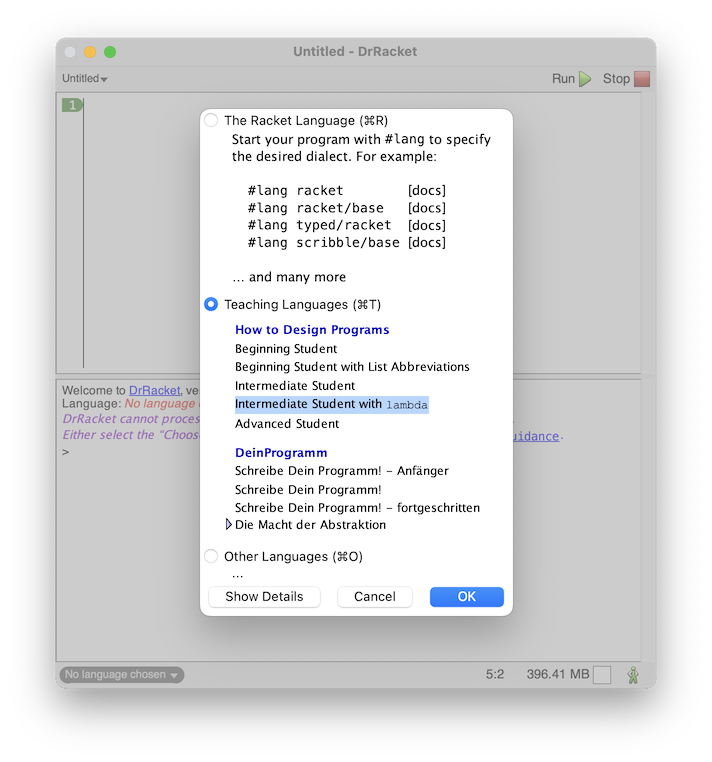 Untitled - DrRacket
Untitled
Run Stop
1
The Racket Language (⌘R)
Start your program with #lang to specify
the desired dialect. For example:
#lang racket [docs]
#lang racket/base [docs]
#lang typed/racket [docs]
#lang scribble/base [docs]
... and many more
Teaching Languages (⌘T)
How to Design Programs
Beginning Student
Beginning Student with List Abbreviations
Intermediate Student
Intermediate Student with lambda
Advanced Student
DeinProgramm
Schreibe Dein Programm! - Anfänger
Schreibe Dein Programm!
Schreibe Dein Programm! - fortgeschritten
Die Macht der Abstraktion
Other Languages (⌘O)
...
Show Details Cancel OK
Welcome to DrRacket, ve
Language: No language
DrRacket cannot proces
Either select the “Choos uidance.
>
No language chosen 5:2 396.41 MB